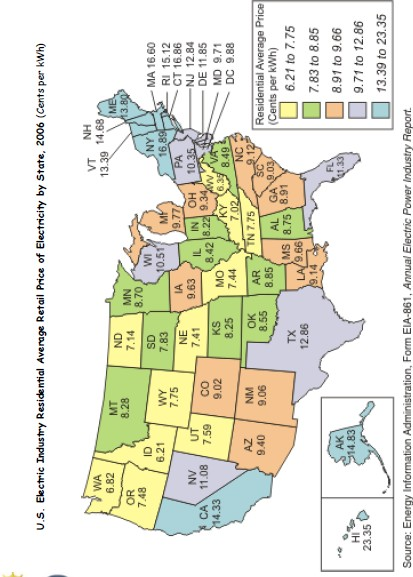 U.S. Electric Industry Residential Average Retail Price of Electricity by State, 2006 (Cents per kWh)
WA
6.82
OR
7.48
CA
14.33
NV
11.08
ID
6.21
UT
7.59
AZ
9.40
MT
8.28
WY
7.75
CO
9.02
NM
9.06
ND
7.14
SD
7.83
NE
7.41
KS
8.25
OK
8.55
TX
12.86
MN
8.70
IA
9.63
MO
7.44
AR
8.85
LA
9.14
WI
10.51
IL
8.42
MS
9.66
MI
9.77
IN
8.22
KY
7.02
TN 7.75
AL
8.75
OH
9.34
WV
6.35
VA
8.49
NC
9.12
SC
9.03
GA
8.91
FL
11.33
PA
10.35
NY
16.89
ME
13.80
VT
13.39
NH
14.68
MA 16.60
RI 15.12
CT 16.86
NJ 12.84
DE 11.85
MD 9.71
DC 9.88
HI
23.35
AK
14.83
Residential Average Price
(Cents per kWh)
6.21 to 7.75
7.83 to 8.85
8.91 to 9.66
9.71 to 12.86
13.39 to 23.35
Source: Energy Information Administration, Form EIA-861, Annual Electric Power Industry Report.